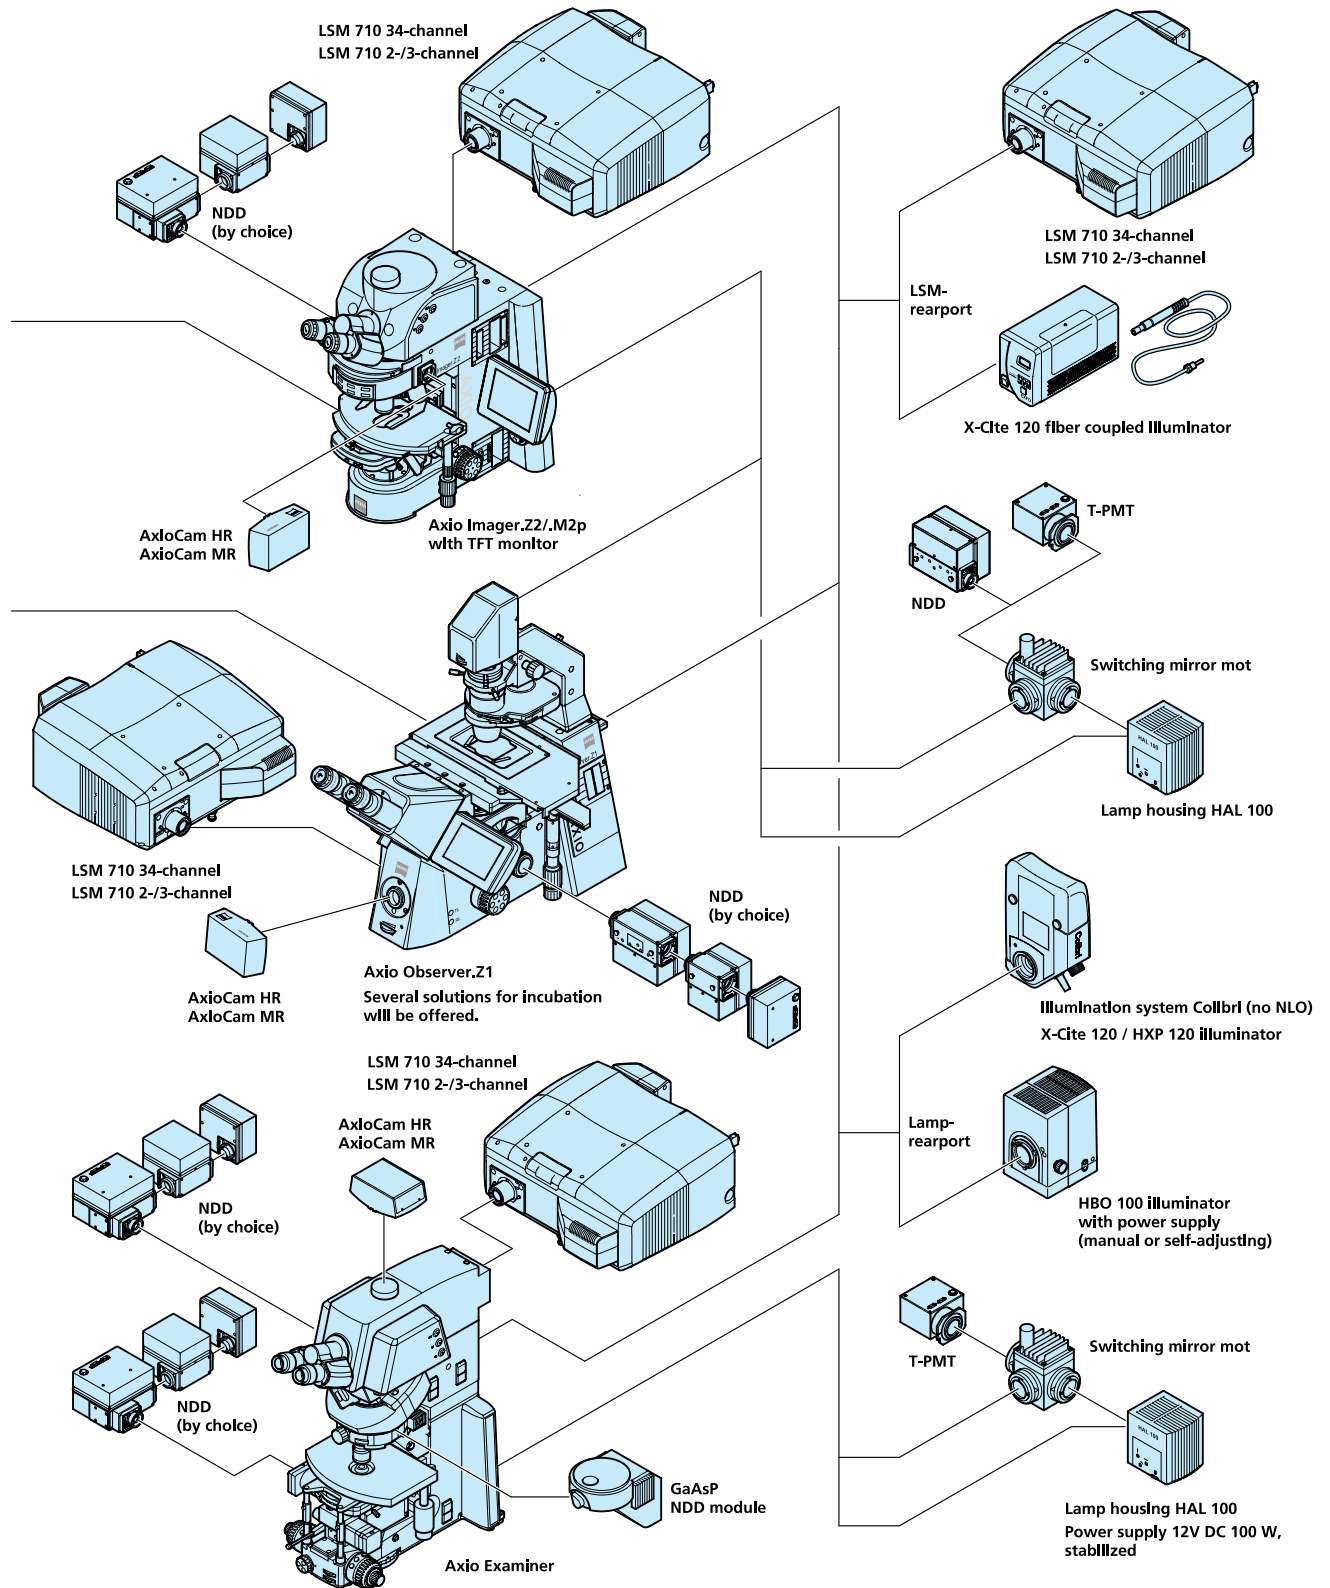 LSM 710 34-channel
LSM 710 2-/3-channel
NDD
(by choice)
LSM 710 34-channel
LSM 710 2-/3-channel
LSM-
rearport
X-Cite 120 fiber coupled illuminator
AxioCam HR
AxioCam MR
Axio Imager.Z2/.M2p
with TFT monitor
T-PMT
NDD
Switching mirror mot
HAL 100
Lamp housing HAL 100
LSM 710 34-channel
LSM 710 2-/3-channel
AxioCam HR
AxioCam MR
Axio Observer.Z1
Several solutions for incubation
will be offered.
NDD
(by choice)
Colibri
Illumination system Colibri (no NLO)
X-Cite 120 / HXP 120 illuminator
LSM 710 34-channel
LSM 710 2-/3-channel
AxioCam HR
AxioCam MR
Lamp-
rearport
HBO 100 illuminator
with power supply
(manual or self-adjusting)
NDD
(by choice)
NDD
(by choice)
T-PMT
Switching mirror mot
HAL 100
GaAsP
NDD module
Lamp housing HAL 100
Power supply 12V DC 100 W,
stabilized
Axio Examiner